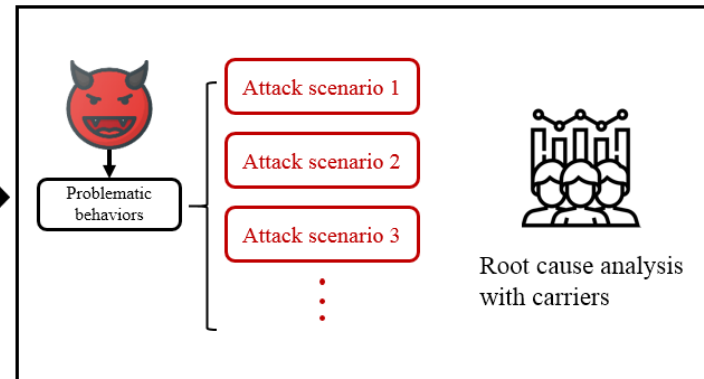 Attack scenario 1
Problematic
behaviors
Attack scenario 2
Attack scenario 3
Root cause analysis
with carriers